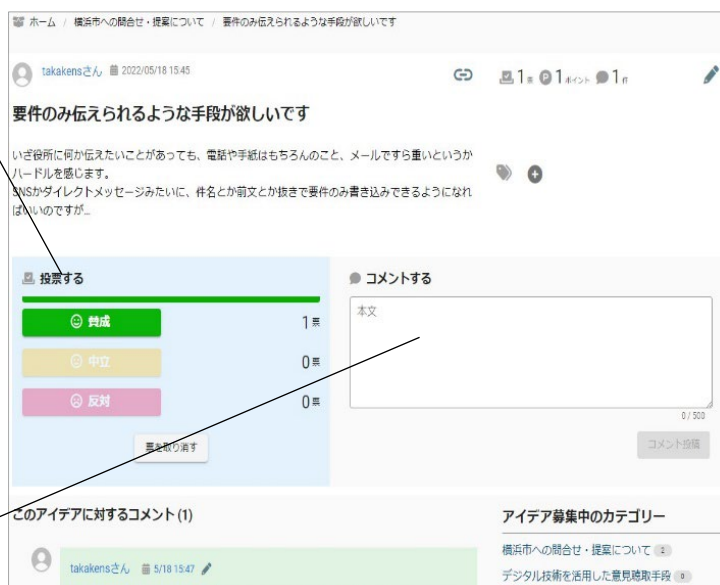 ホーム / 横浜市への問合せ・提案について / 要件のみ伝えられるような手段が欲しいです
takakensさん 2022/05/18 15:45
1票 1ポイント 1件
要件のみ伝えられるような手段が欲しいです
いざ役所に何か伝えたいことがあっても、電話や手紙はもちろんのこと、メールですら重いというか
ハードルを感じます。
SNSかダイレクトメッセージみたいに、件名とか前文とか抜きで要件のみ書き込みできるようになれ
ばいいのですが…
投票する
コメントする
賛成 1票
本文
中立 0票
反対 0票
0 / 500
票を取り消す
コメント投稿
このアイデアに対するコメント (1)
アイデア募集中のカテゴリー
takakensさん 5/18 15:47
横浜市への問合せ・提案について 2
デジタル技術を活用した意見聴取手段 0